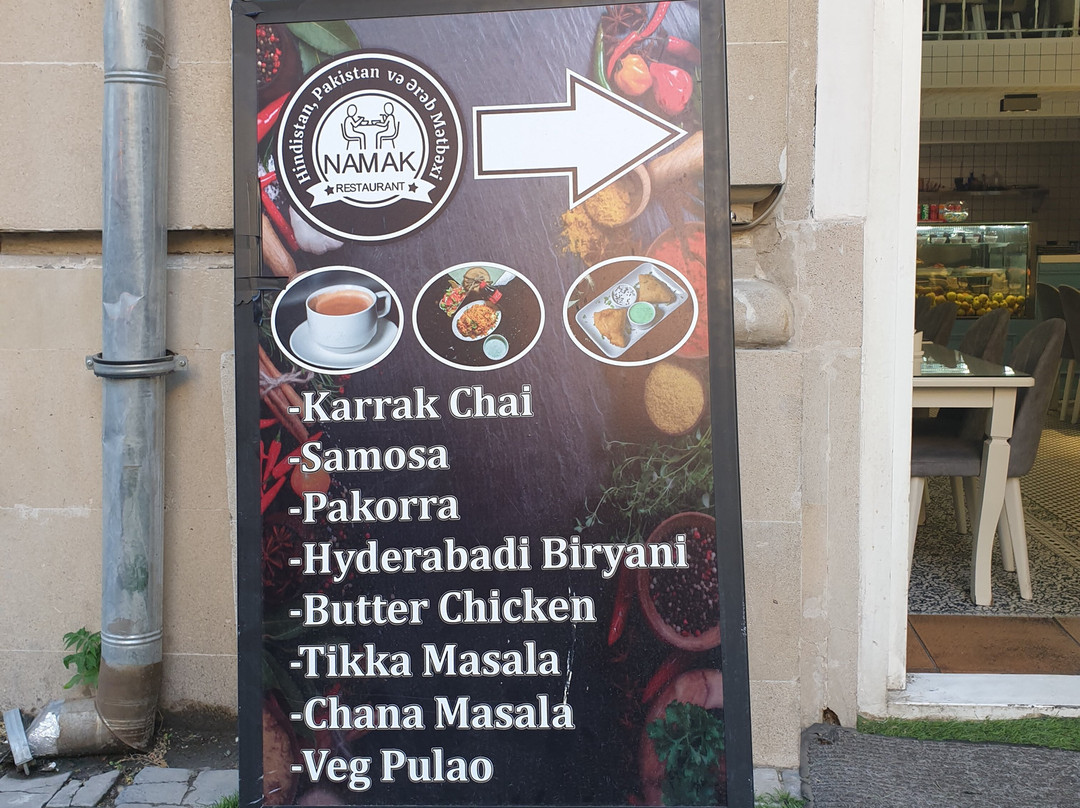 Hindistan, Pakistan və Ərəb Mətbəxi
NAMAK
RESTAURANT
-Karrak Chai
-Samosa
-Pakorra
-Hyderabadi Biryani
-Butter Chicken
-Tikka Masala
-Chana Masala
-Veg Pulao